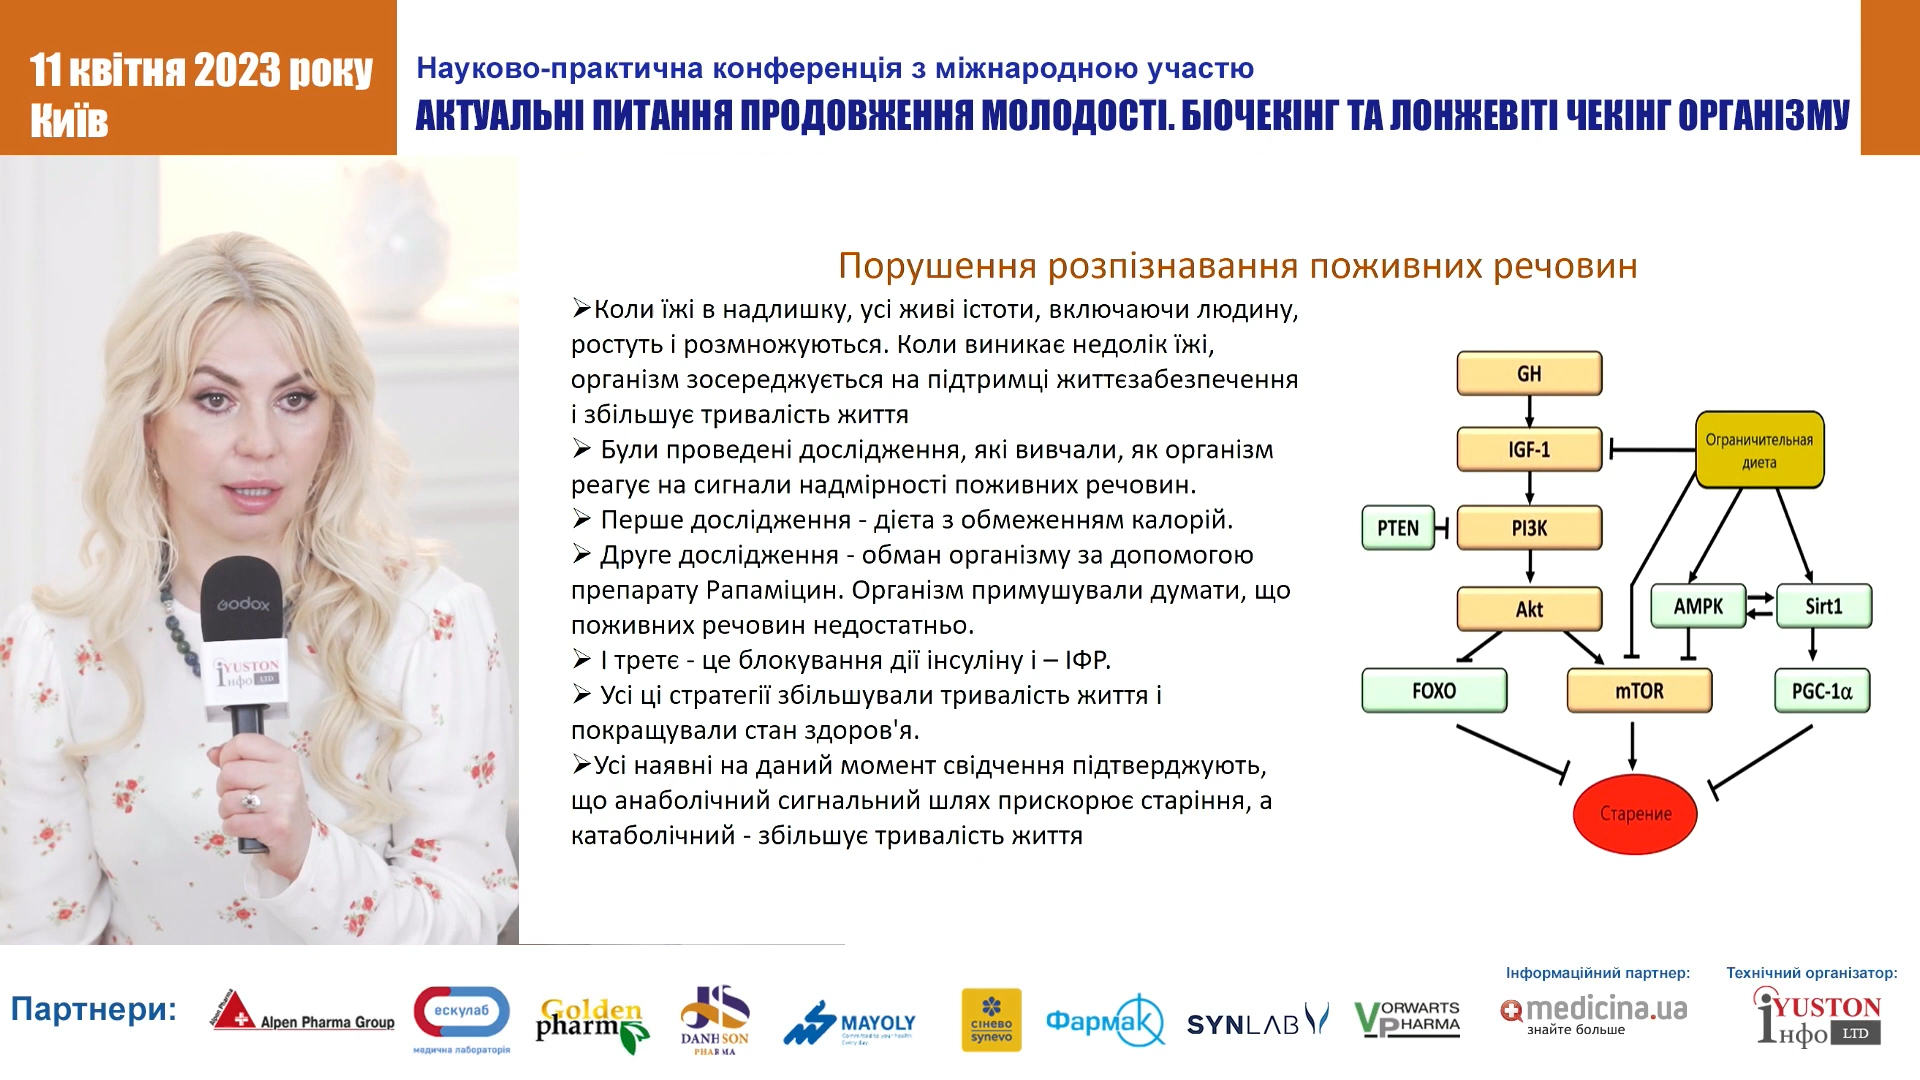 11 квітня 2023 року
Київ
Науково-практична конференція з міжнародною участю
АКТУАЛЬНІ ПИТАННЯ ПРОДОВЖЕННЯ МОЛОДОСТІ. БІОЧЕКІНГ ТА ЛОНЖЕВІТІ ЧЕКІНГ ОРГАНІЗМУ
Порушення розпізнавання поживних речовин
➢Коли їжі в надлишку, усі живі істоти, включаючи людину,
ростуть і розмножуються. Коли виникає недолік їжі,
організм зосереджується на підтримці життєзабезпечення
і збільшує тривалість життя
➢ Були проведені дослідження, які вивчали, як організм
реагує на сигнали надмірності поживних речовин.
➢ Перше дослідження - дієта з обмеженням калорій.
➢ Друге дослідження - обман організму за допомогою
препарату Рапаміцин. Організм примушували думати, що
поживних речовин недостатньо.
➢ І третє - це блокування дії інсуліну і – ІФР.
➢ Усі ці стратегії збільшували тривалість життя і
покращували стан здоров'я.
➢Усі наявні на даний момент свідчення підтверджують,
що анаболічний сигнальний шлях прискорює старіння, а
катаболічний - збільшує тривалість життя
GH
IGF-1
Ограничительная
диета
PTEN
PI3K
Akt
AMPK
Sirt1
FOXO
mTOR
PGC-1α
Старение
Godox
YUSTON
інфо LTD
Партнери:
Alpen Pharma
Alpen Pharma Group
ескулаб
медична лабораторія
Golden
pharm
DANHSON
PHARMA
MAYOLY
Committed to your health
Every day.
СІНЕВО
synevo
Фармак
SYNLAB
VORWARTS
PHARMA
Інформаційний партнер:
medicina.ua
знайте больше
Технічний організатор:
YUSTON
інфо LTD